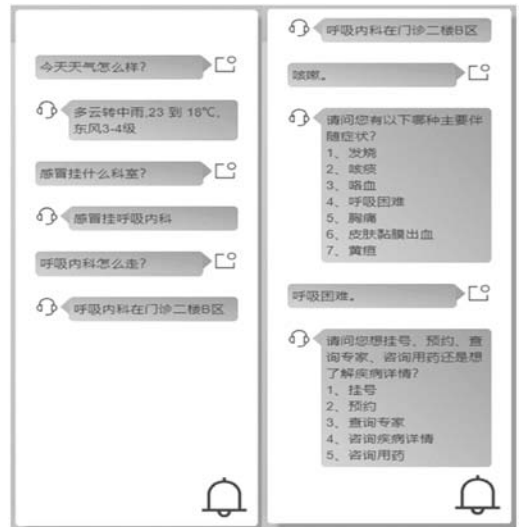 今天天气怎么样?
多云转中雨,23 到 18℃,
东风3-4级
感冒挂什么科室?
感冒挂呼吸内科
呼吸内科怎么走?
呼吸内科在门诊二楼B区
呼吸内科在门诊二楼B区
咳嗽。
请问您有以下哪种主要伴
随症状?
1、发烧
2、咳痰
3、咯血
4、呼吸困难
5、胸痛
6、皮肤黏膜出血
7、黄疸
呼吸困难。
请问您想挂号、预约、查
询专家、咨询用药还是想
了解疾病详情?
1、挂号
2、预约
3、查询专家
4、咨询疾病详情
5、咨询用药